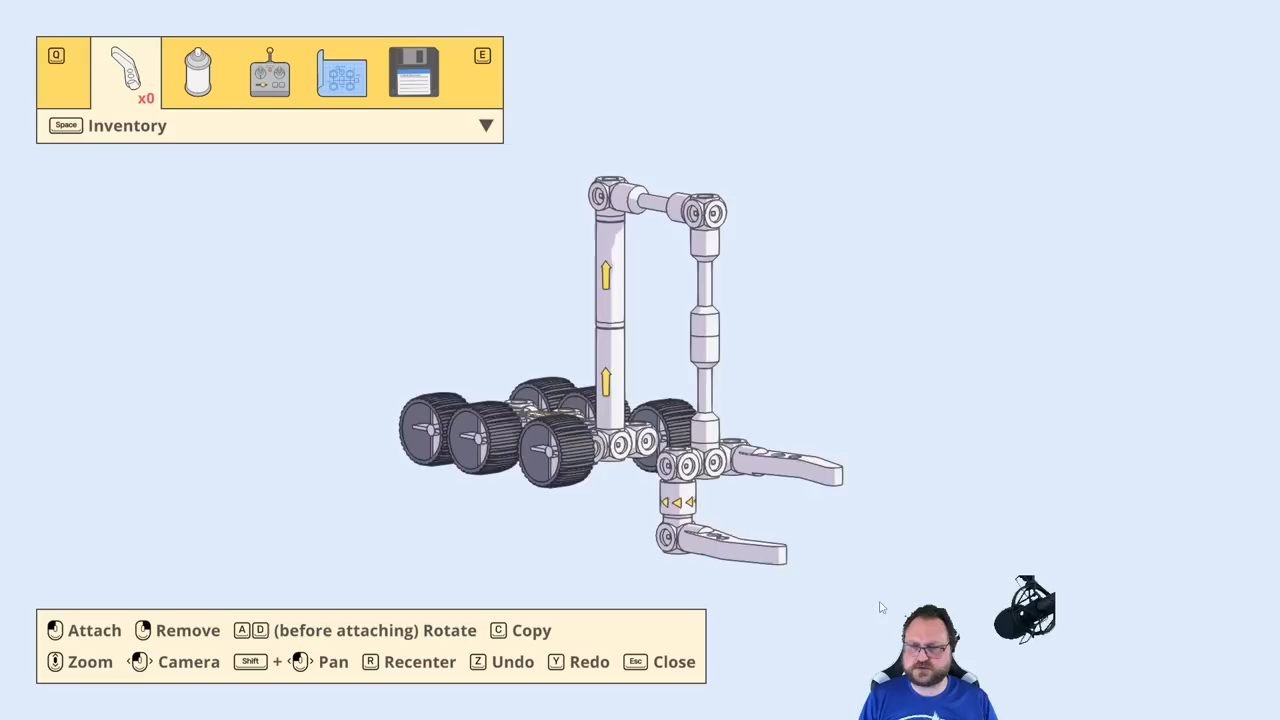 Q
E
x0
Space Inventory
Attach Remove A D (before attaching) Rotate C Copy
Zoom Camera Shift + Pan R Recenter Z Undo Y Redo Esc Close